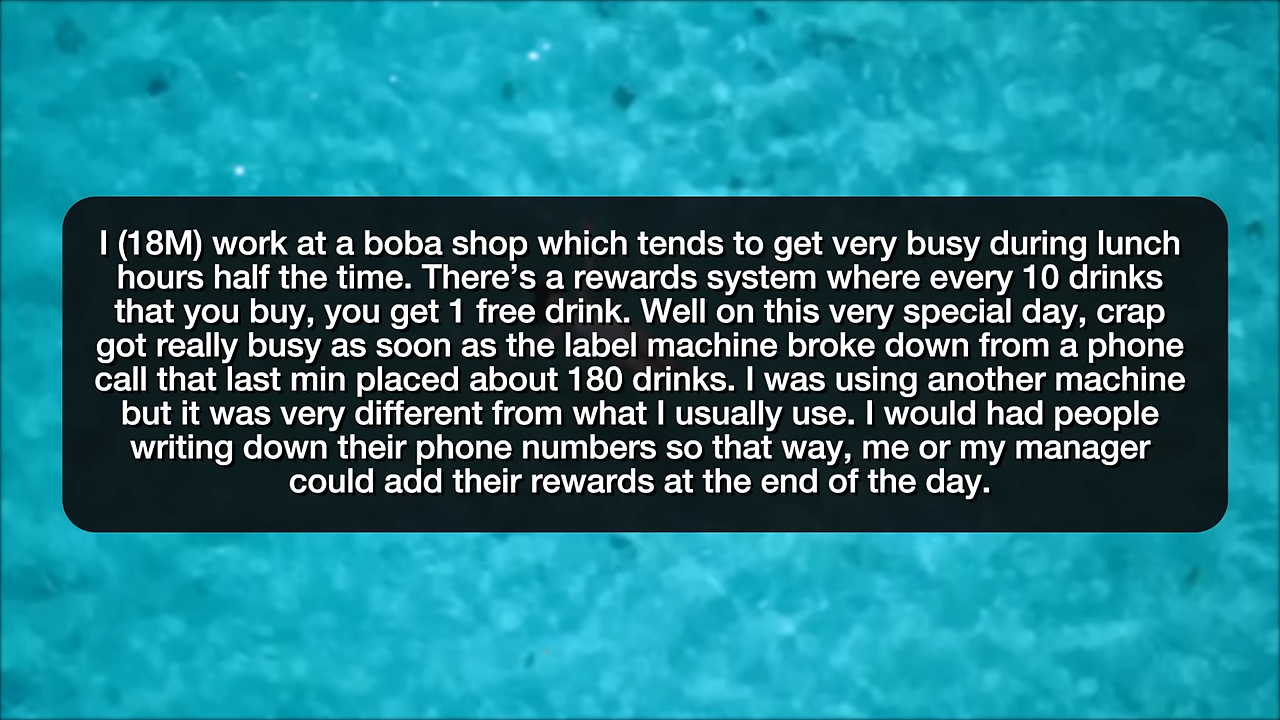 I (18M) work at a boba shop which tends to get very busy during lunch
hours half the time. There’s a rewards system where every 10 drinks
that you buy, you get 1 free drink. Well on this very special day, crap
got really busy as soon as the label machine broke down from a phone
call that last min placed about 180 drinks. I was using another machine
but it was very different from what I usually use. I would had people
writing down their phone numbers so that way, me or my manager
could add their rewards at the end of the day.